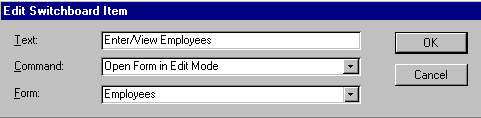 Edit Switchboard Item
Text: Enter/View Employees OK
Command: Open Form in Edit Mode Cancel
Form: Employees